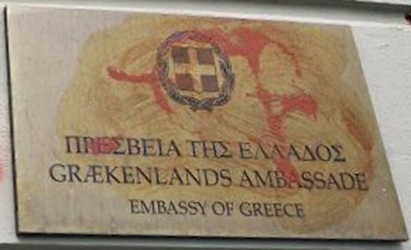 ΠΡΕΣΒΕΙΑ ΤΗΣ ΕΛΛΑΔΟΣ
GRÆKENLANDS AMBASSADE
EMBASSY OF GREECE